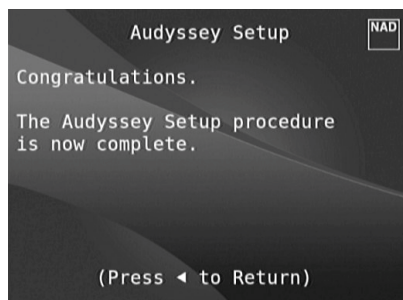 Audyssey Setup
NAD
Congratulations.
The Audyssey Setup procedure
is now complete.
(Press ◄ to Return)